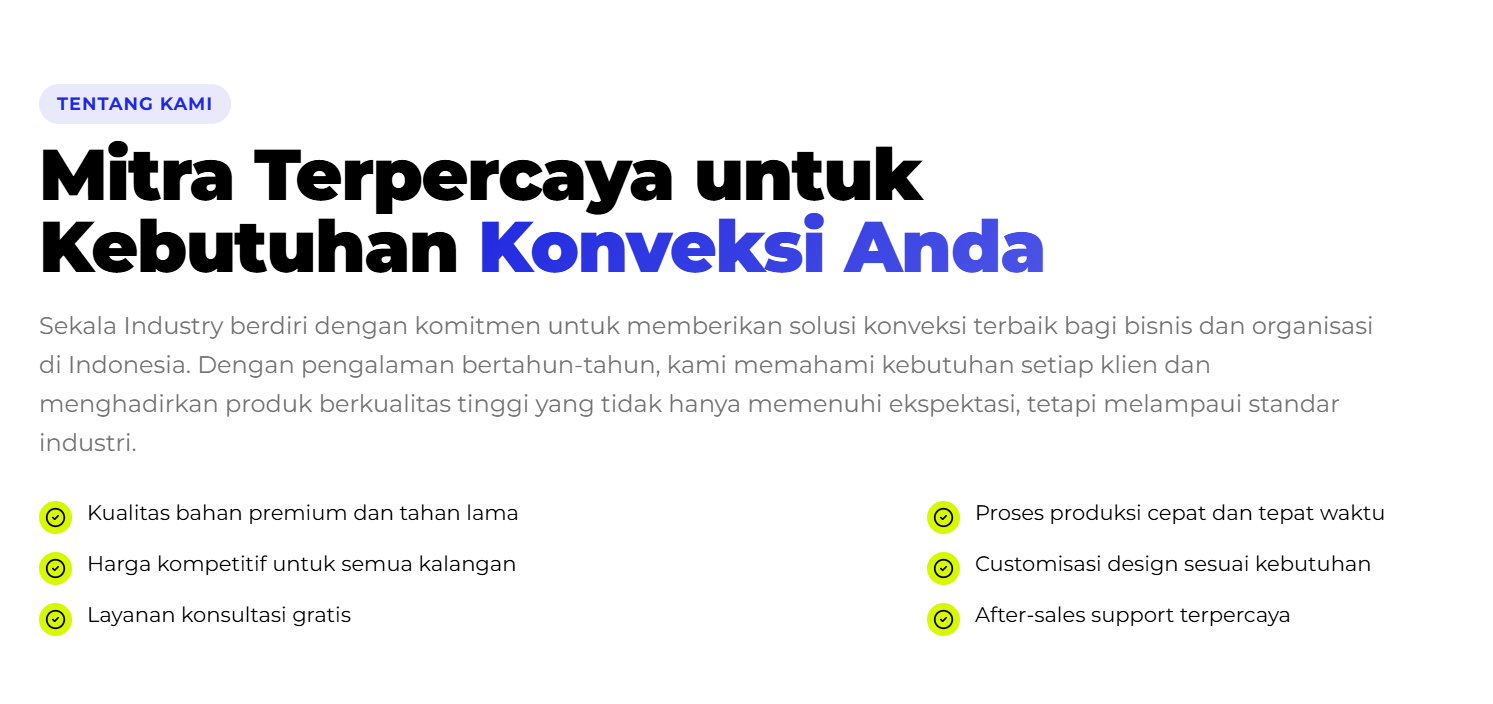 TENTANG KAMI
Mitra Terpercaya untuk
Kebutuhan Konveksi Anda
Sekala Industry berdiri dengan komitmen untuk memberikan solusi konveksi terbaik bagi bisnis dan organisasi
di Indonesia. Dengan pengalaman bertahun-tahun, kami memahami kebutuhan setiap klien dan
menghadirkan produk berkualitas tinggi yang tidak hanya memenuhi ekspektasi, tetapi melampaui standar
industri.
Kualitas bahan premium dan tahan lama
Proses produksi cepat dan tepat waktu
Harga kompetitif untuk semua kalangan
Customisasi design sesuai kebutuhan
Layanan konsultasi gratis
After-sales support terpercaya